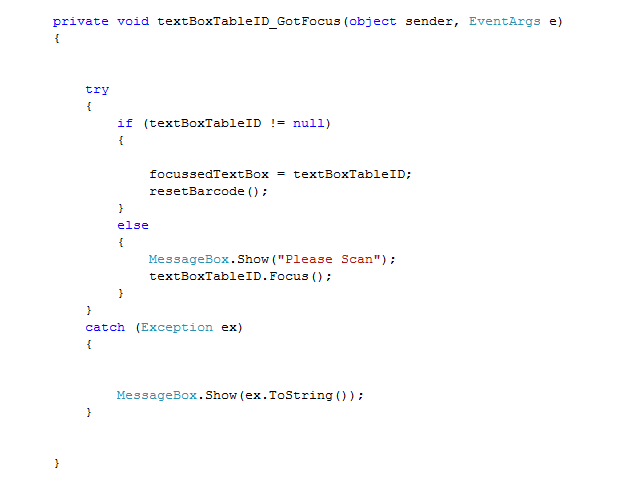 private void textBoxTableID_GotFocus(object sender, EventArgs e)
{
try
{
if (textBoxTableID != null)
{
focussedTextBox = textBoxTableID;
resetBarcode();
}
else
{
MessageBox.Show("Please Scan");
textBoxTableID.Focus();
}
}
catch (Exception ex)
{
MessageBox.Show(ex.ToString());
}
}